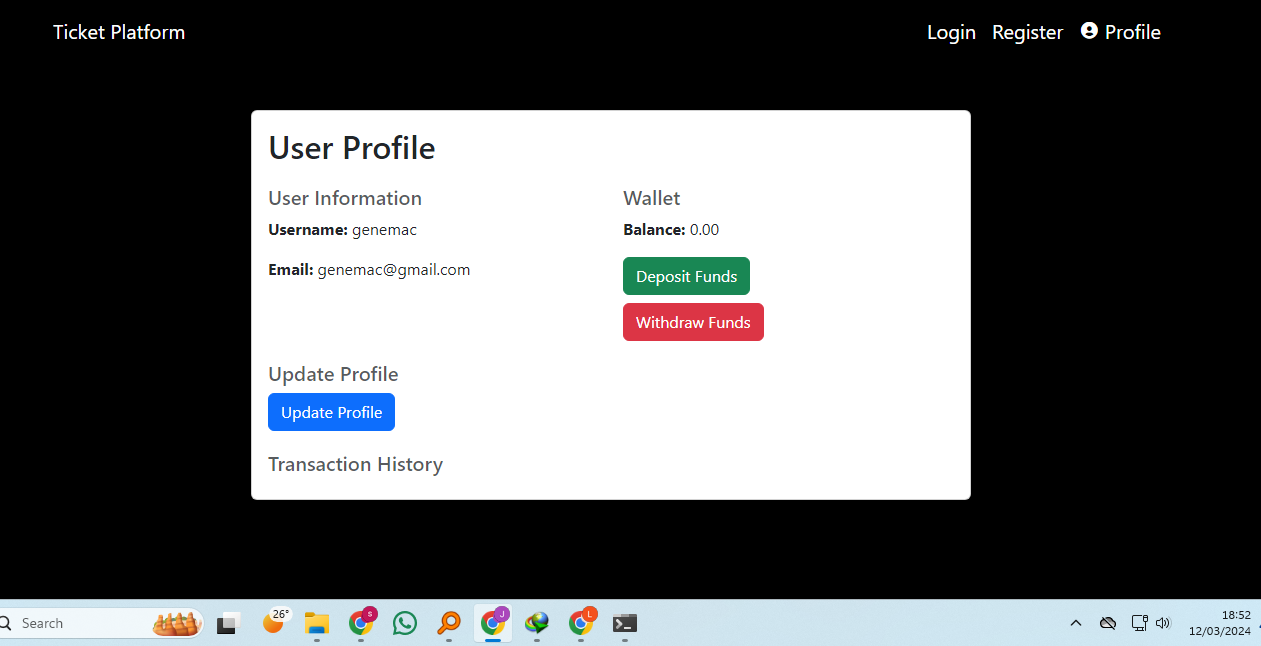 Ticket Platform
Login Register Profile
User Profile
User Information
Username: genemac
Email: genemac@gmail.com
Wallet
Balance: 0.00
Deposit Funds
Withdraw Funds
Update Profile
Update Profile
Transaction History
Search
26°
S
J
L
18:52
12/03/2024